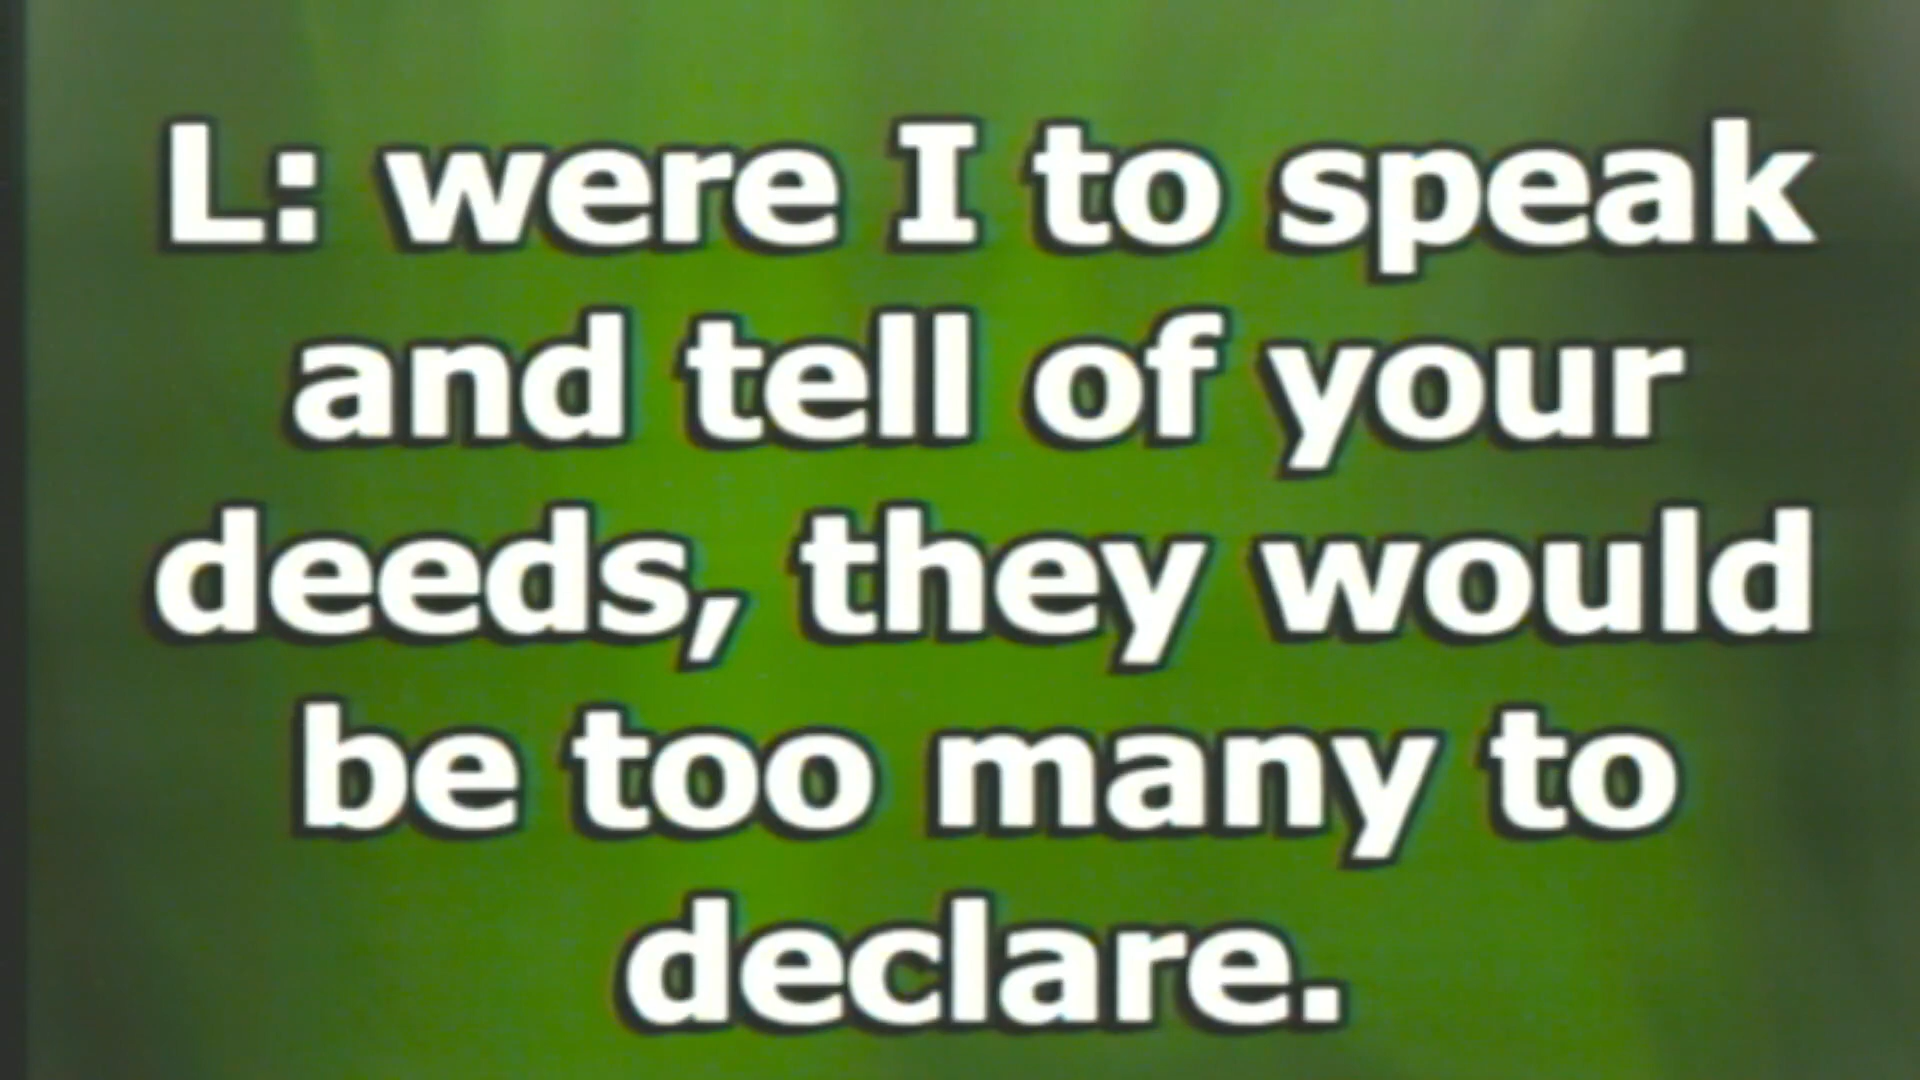 L: were I to speak
and tell of your
deeds, they would
be too many to
declare.